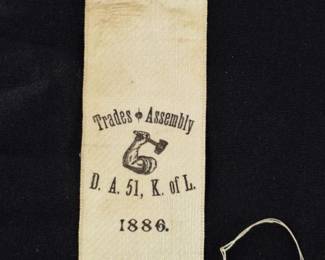 Trades Assembly
D. A. 51, K. of L.
1886.